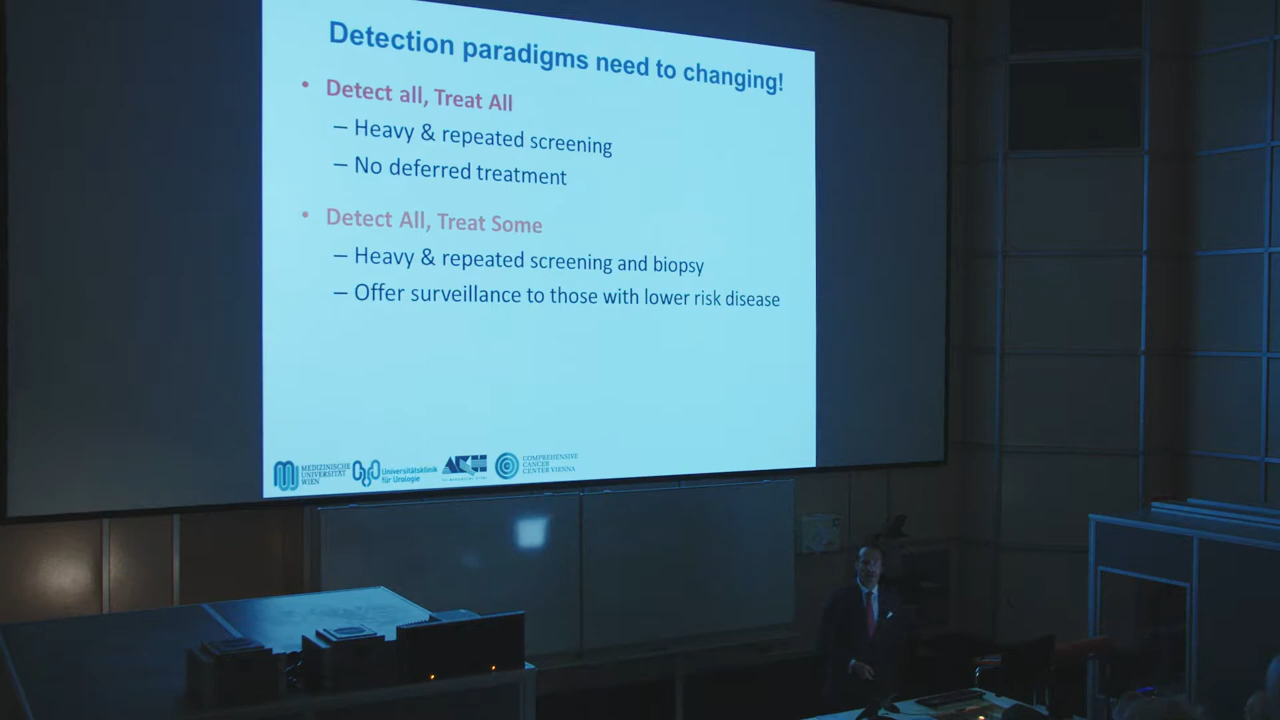 Detection paradigms need to changing!
• Detect all, Treat All
– Heavy & repeated screening
– No deferred treatment
• Detect All, Treat Some
– Heavy & repeated screening and biopsy
– Offer surveillance to those with lower risk disease
MEDIZINISCHE
UNIVERSITÄT
WIEN
Universitätsklinik
für Urologie
AKH
COMPREHENSIVE
CANCER
CENTER VIENNA